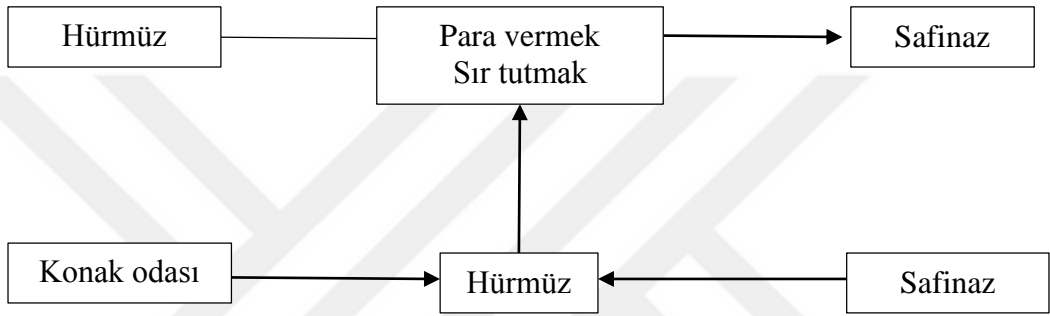 Hürmüz
Para vermek
Sır tutmak
Safinaz
Konak odası
Hürmüz
Safinaz